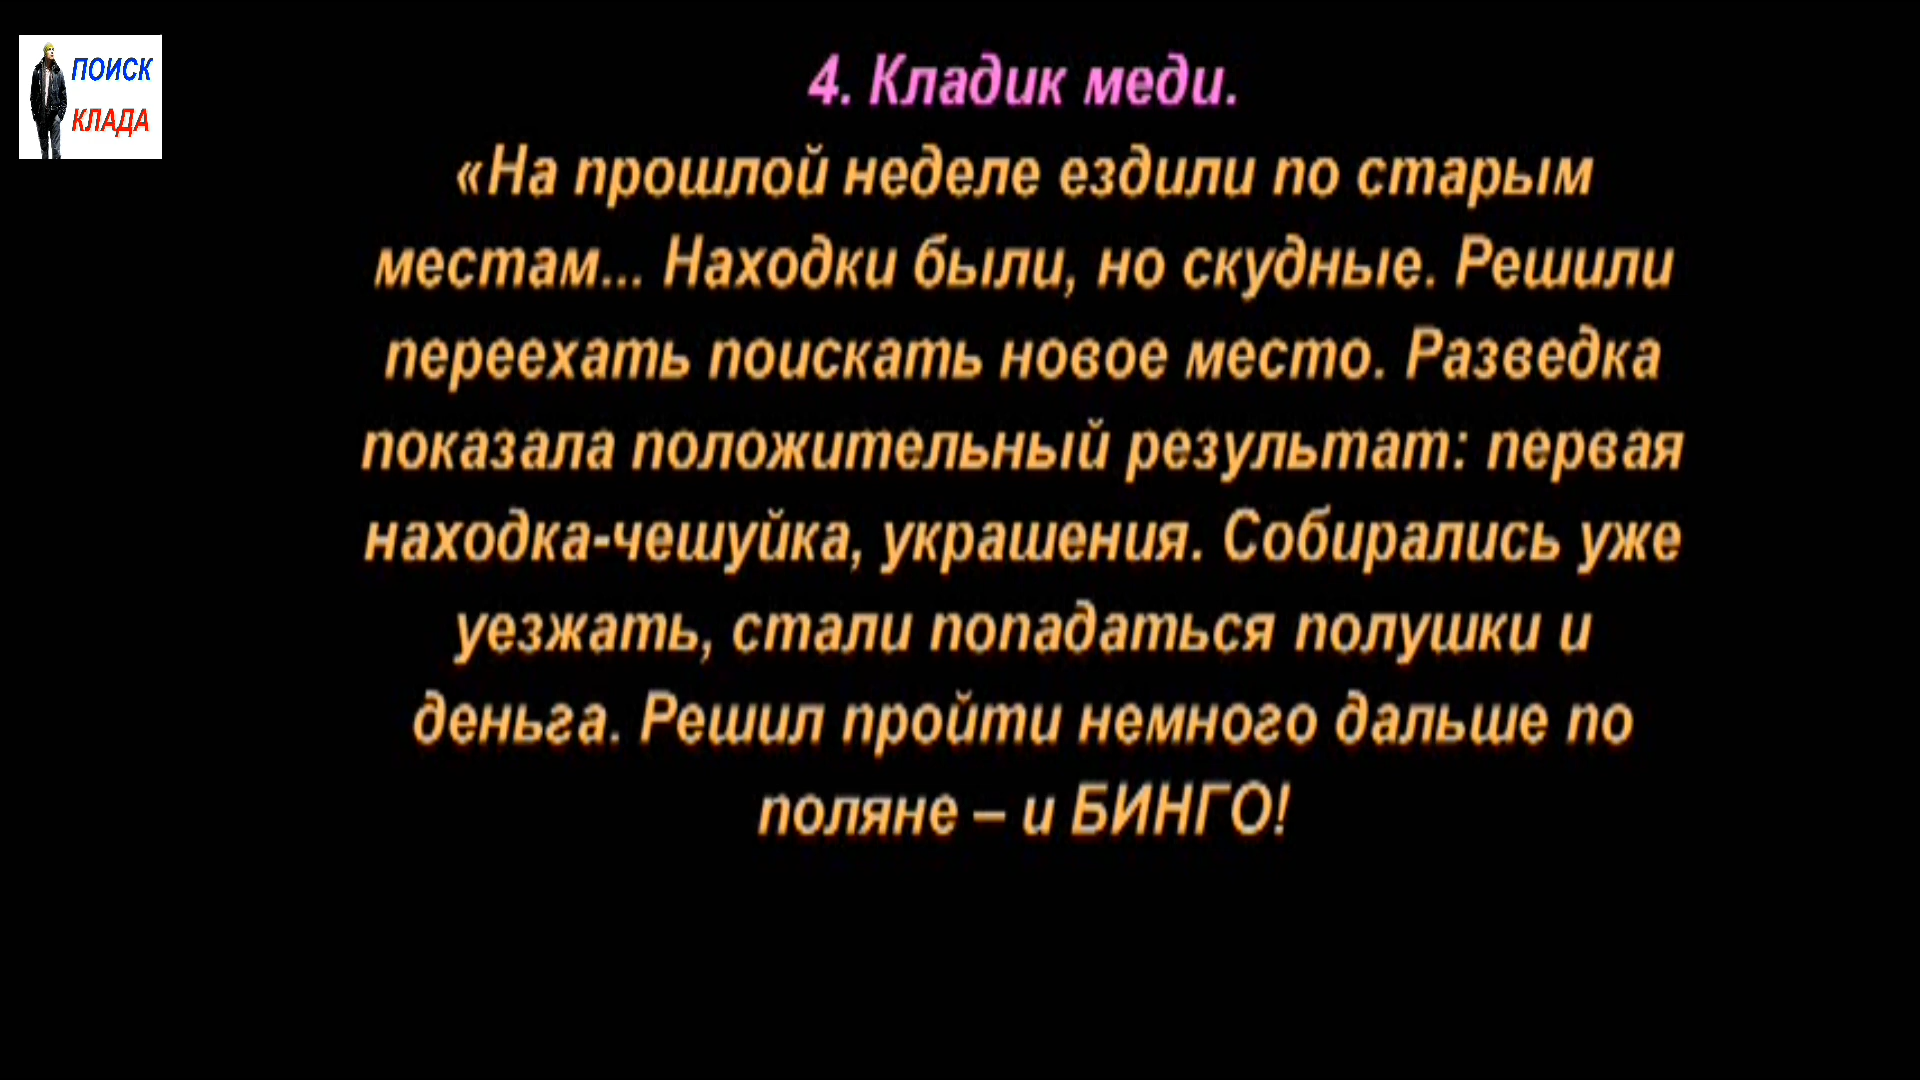 ПОИСК
КЛАДА
4. Кладик меди.
«На прошлой неделе ездили по старым
местам... Находки были, но скудные. Решили
переехать поискать новое место. Разведка
показала положительный результат: первая
находка-чешуйка, украшения. Собирались уже
уезжать, стали попадаться полушки и
деньга. Решил пройти немного дальше по
поляне – и БИНГО!